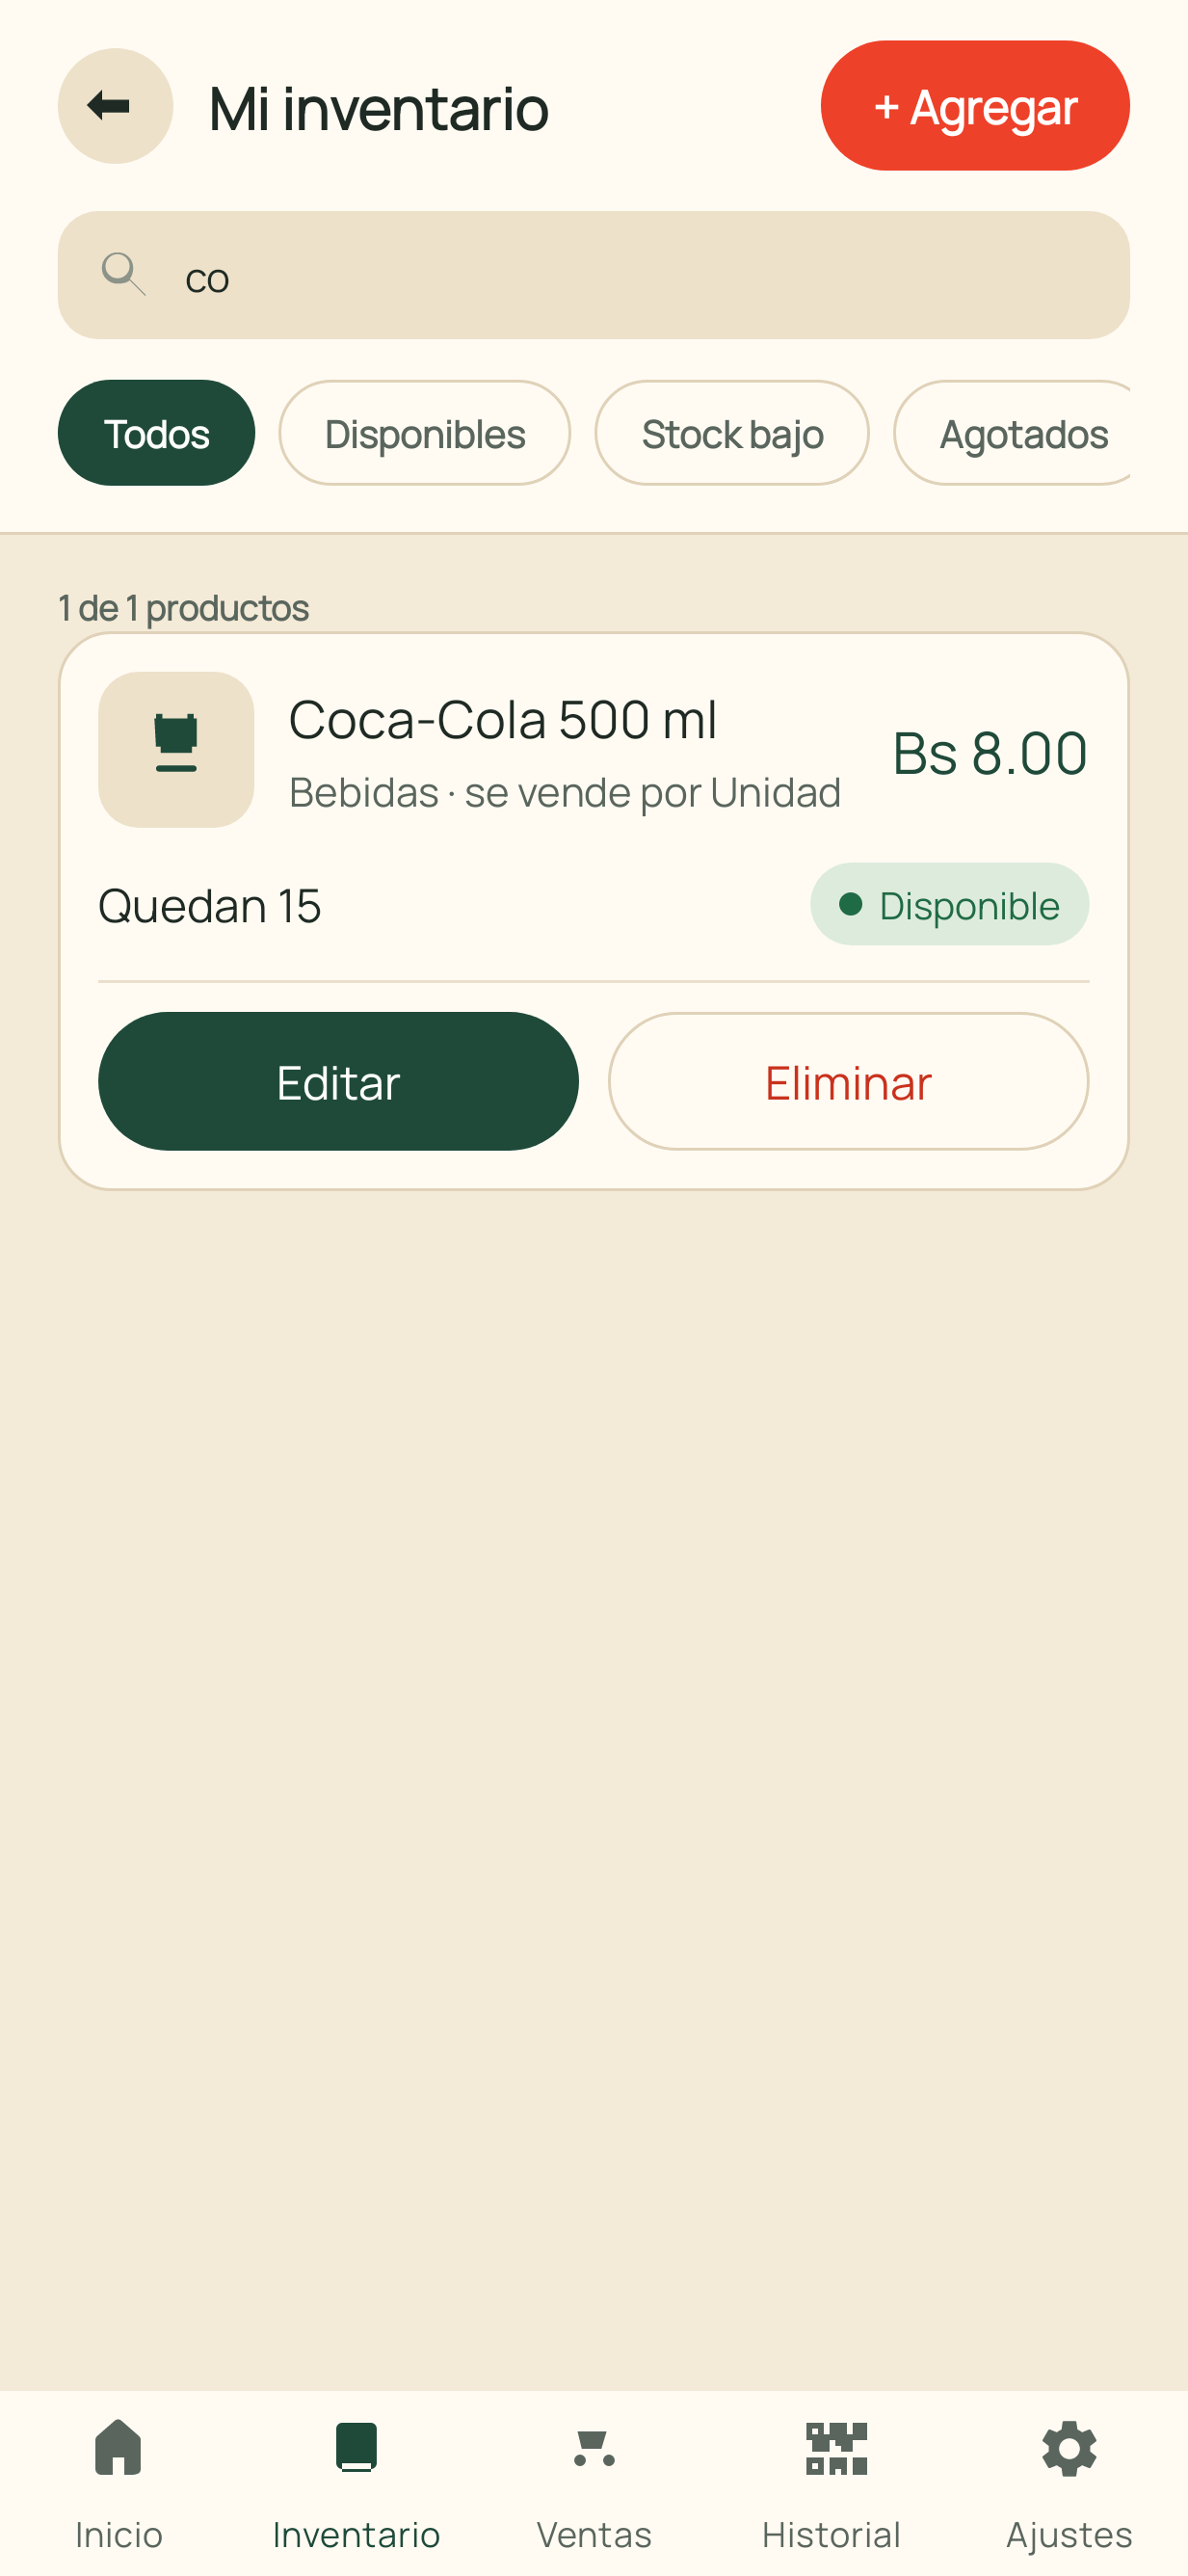 Mi inventario
+ Agregar
co
Todos
Disponibles
Stock bajo
Agotados
1 de 1 productos
Coca-Cola 500 ml
Bebidas · se vende por Unidad
Bs 8.00
Quedan 15
Disponible
Editar
Eliminar
Inicio
Inventario
Ventas
Historial
Ajustes